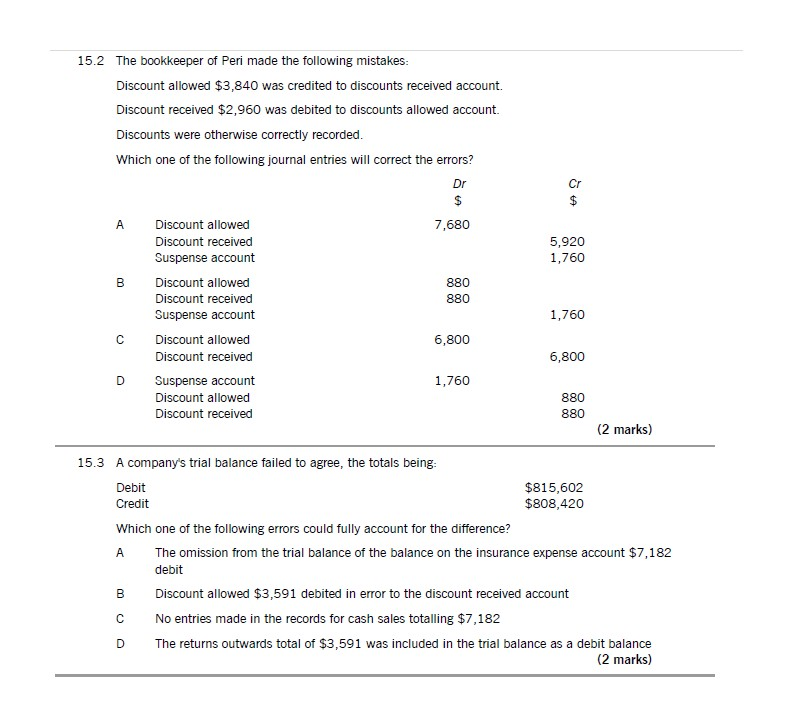 15.2 The bookkeeper of Peri made the following mistakes:
Discount allowed $3,840 was credited to discounts received account.
Discount received $2,960 was debited to discounts allowed account.
Discounts were otherwise correctly recorded.
Which one of the following journal entries will correct the errors?
Dr Cr
$ $
A Discount allowed 7,680
Discount received 5,920
Suspense account 1,760
B Discount allowed 880
Discount received 880
Suspense account 1,760
C Discount allowed 6,800
Discount received 6,800
D Suspense account 1,760
Discount allowed 880
Discount received 880
(2 marks)
15.3 A company's trial balance failed to agree, the totals being:
Debit $815,602
Credit $808,420
Which one of the following errors could fully account for the difference?
A The omission from the trial balance of the balance on the insurance expense account $7,182
debit
B Discount allowed $3,591 debited in error to the discount received account
C No entries made in the records for cash sales totalling $7,182
D The returns outwards total of $3,591 was included in the trial balance as a debit balance
(2 marks)